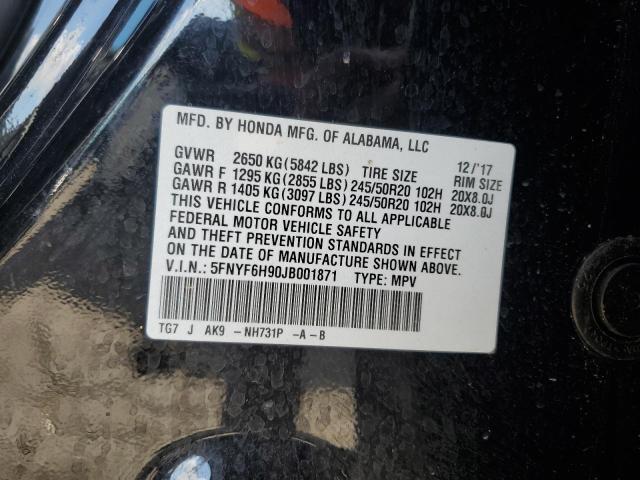 MFD. BY HONDA MFG. OF ALABAMA, LLC
12/'17
GVWR 2650 KG(5842 LBS) TIRE SIZE RIM SIZE
GAWR F 1295 KG(2855 LBS)245/50R20 102H 20X8.0J
GAWR R 1405 KG(3097 LBS)245/50R20 102H 20X8.0J
THIS VEHICLE CONFORMS TO ALL APPLICABLE
FEDERAL MOTOR VEHICLE SAFETY
AND THEFT PREVENTION STANDARDS IN EFFECT
ON THE DATE OF MANUFACTURE SHOWN ABOVE.
V.I.N.: 5FNYF6H90JB001871 TYPE: MPV
TG7 J AK9 -NH731P -A-B